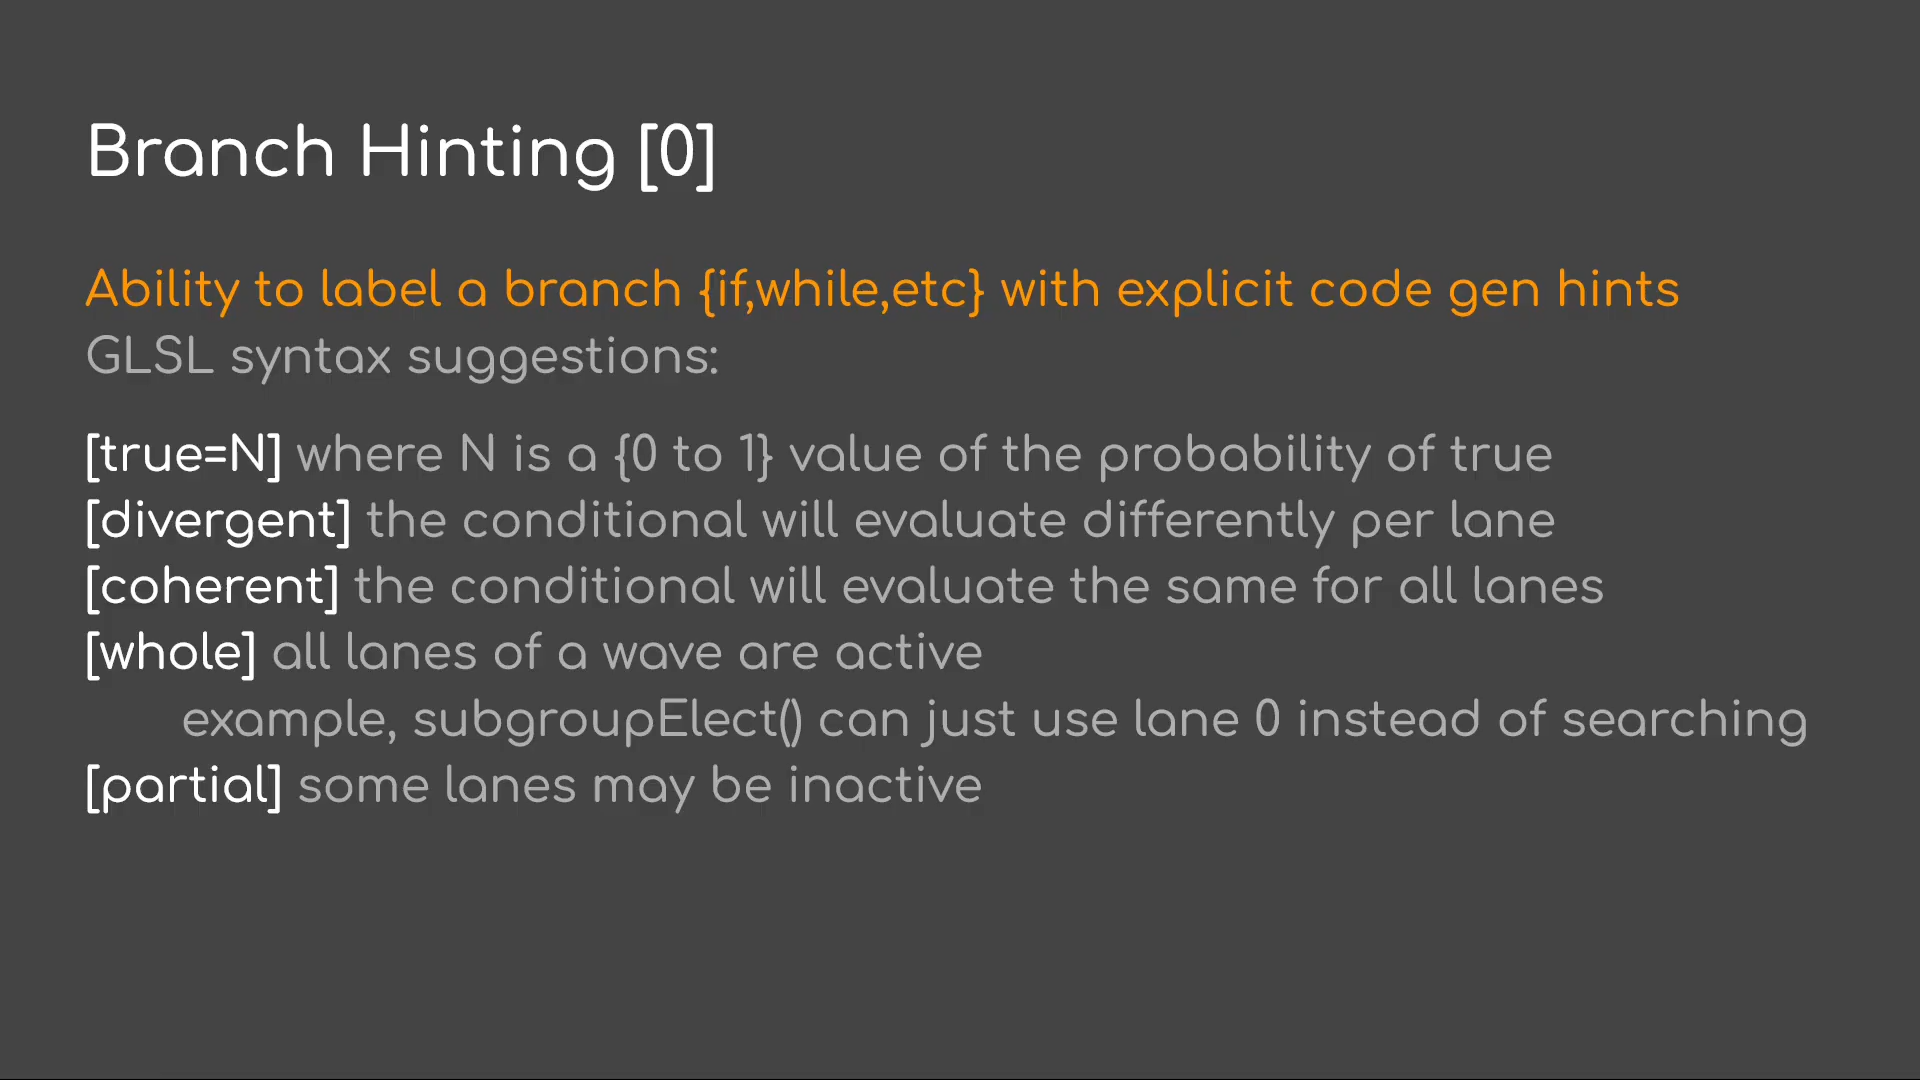 Branch Hinting [0]
Ability to label a branch {if,while,etc} with explicit code gen hints
GLSL syntax suggestions:
[true=N] where N is a {0 to 1} value of the probability of true
[divergent] the conditional will evaluate differently per lane
[coherent] the conditional will evaluate the same for all lanes
[whole] all lanes of a wave are active
example, subgroupElect() can just use lane 0 instead of searching
[partial] some lanes may be inactive